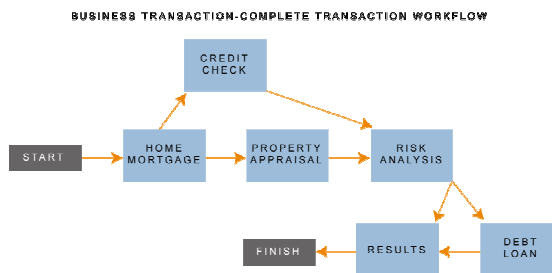 BUSINESS TRANSACTION-COMPLETE TRANSACTION WORKFLOW
CREDIT
CHECK
START
HOME
MORTGAGE
PROPERTY
APPRAISAL
RISK
ANALYSIS
FINISH
RESULTS
DEBT
LOAN